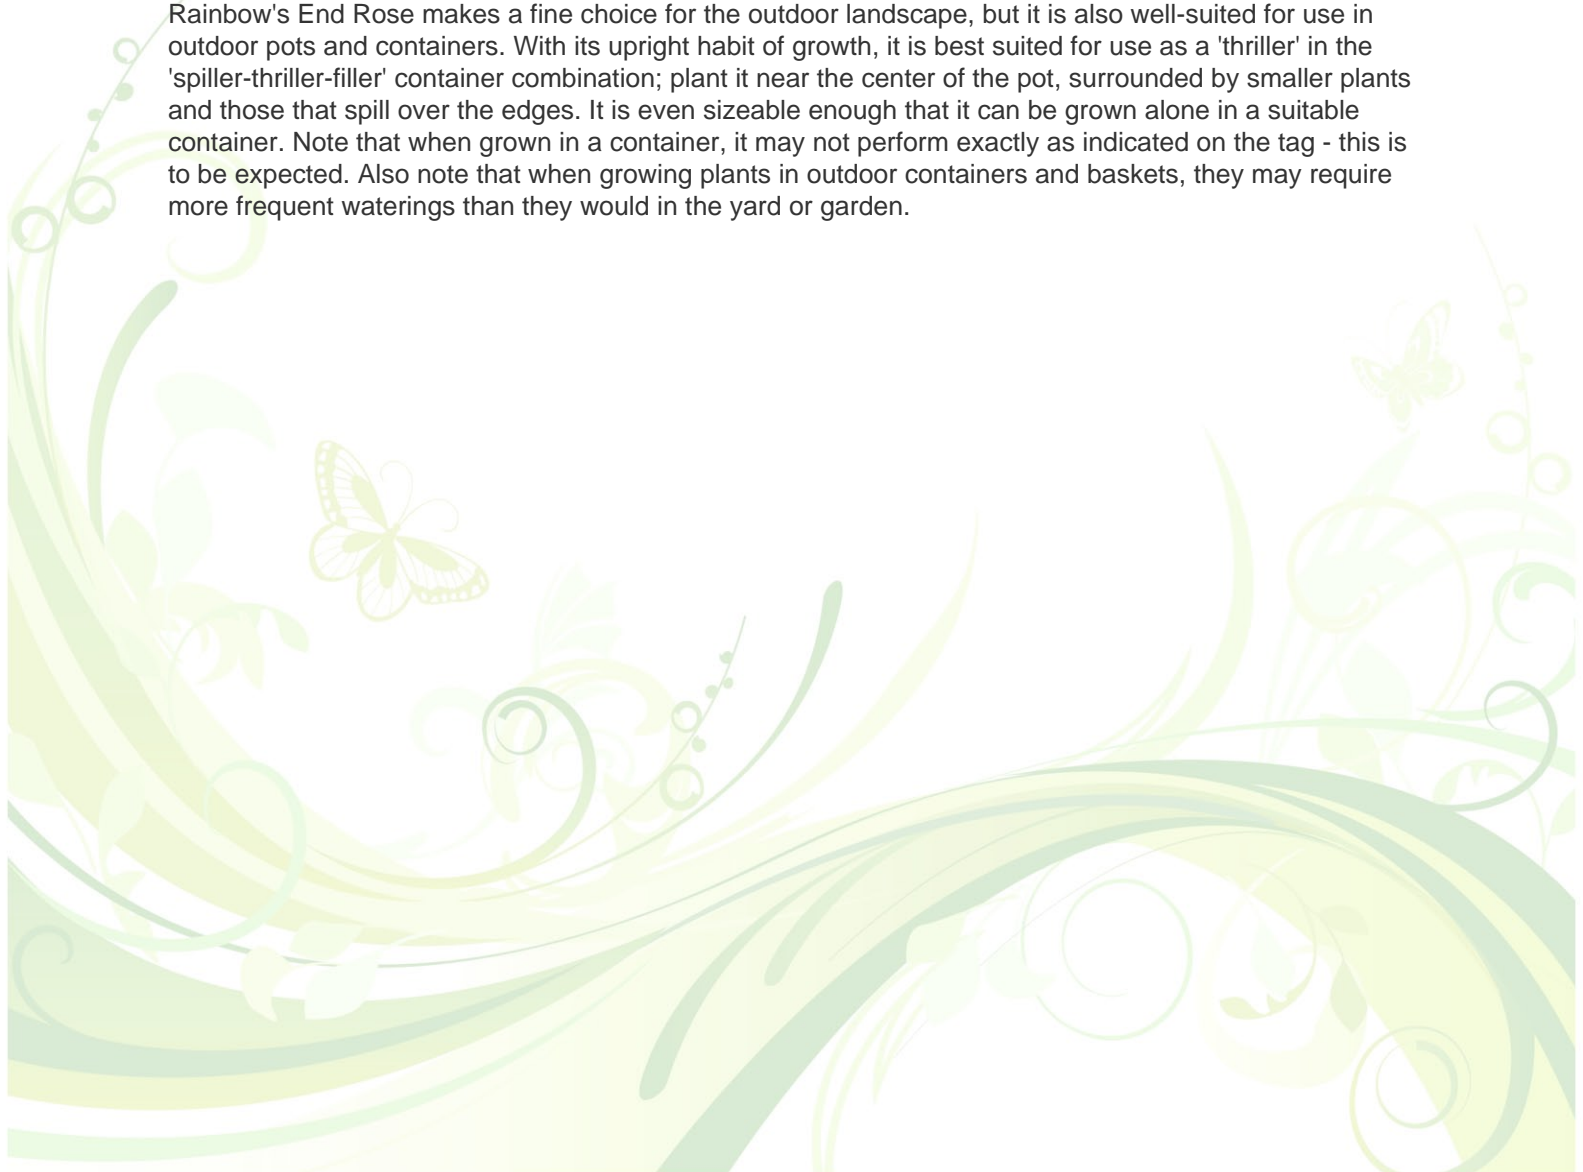 Rainbow's End Rose makes a fine choice for the outdoor landscape, but it is also well-suited for use in
outdoor pots and containers. With its upright habit of growth, it is best suited for use as a 'thriller' in the
'spiller-thriller-filler' container combination; plant it near the center of the pot, surrounded by smaller plants
and those that spill over the edges. It is even sizeable enough that it can be grown alone in a suitable
container. Note that when grown in a container, it may not perform exactly as indicated on the tag - this is
to be expected. Also note that when growing plants in outdoor containers and baskets, they may require
more frequent waterings than they would in the yard or garden.